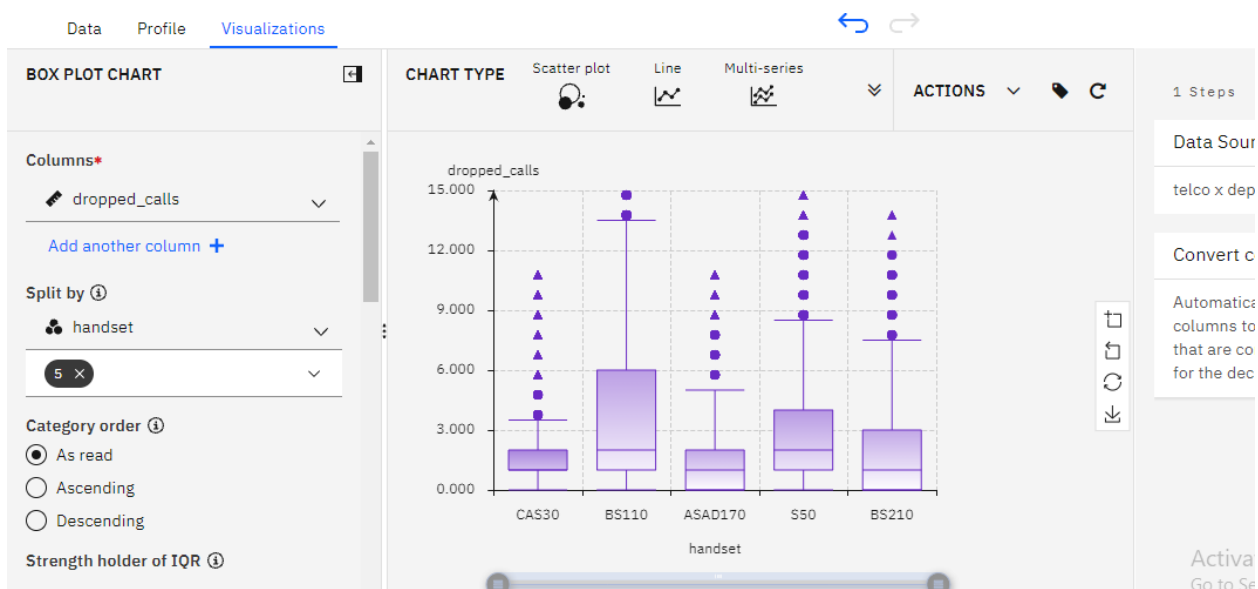 Data Profile Visualizations
BOX PLOT CHART
Columns*
dropped_calls
Add another column +
Split by
handset
5 ×
Category order
As read
Ascending
Descending
Strength holder of IQR
CHART TYPE
Scatter plot
Line
Multi-series
ACTIONS
dropped_calls
15.000
12.000
9.000
6.000
3.000
0.000
CAS30 BS110 ASAD170 S50 BS210
handset
1 Steps
Data Sour
telco x dep
Convert c
Automatica
columns to
that are co
for the dec
Activa
Go to Se